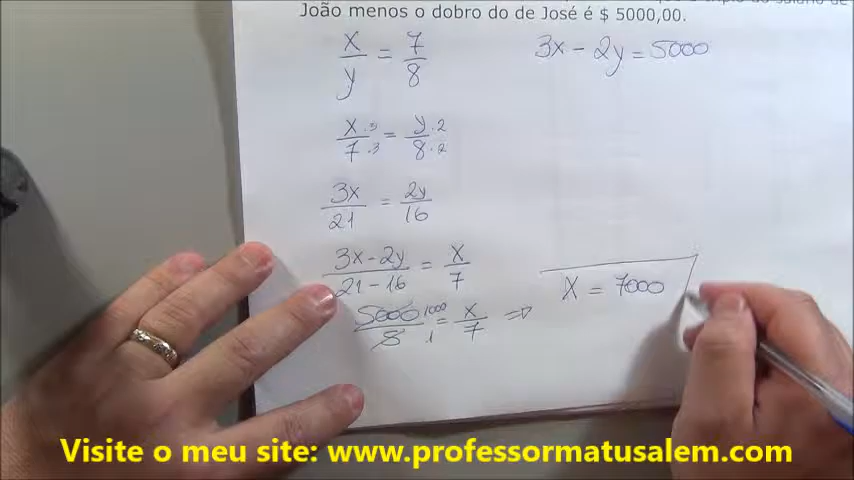 João menos o dobro do de José é $ 5000,00.
x/y = 7/8
3x - 2y = 5000
x·3/7·3 = y·2/8·2
3x/21 = 2y/16
3x - 2y/21 - 16 = x/7
x = 7000
5000/5 1000/1 = x/7 ⇒
Visite o meu site: www.professormatusalem.com